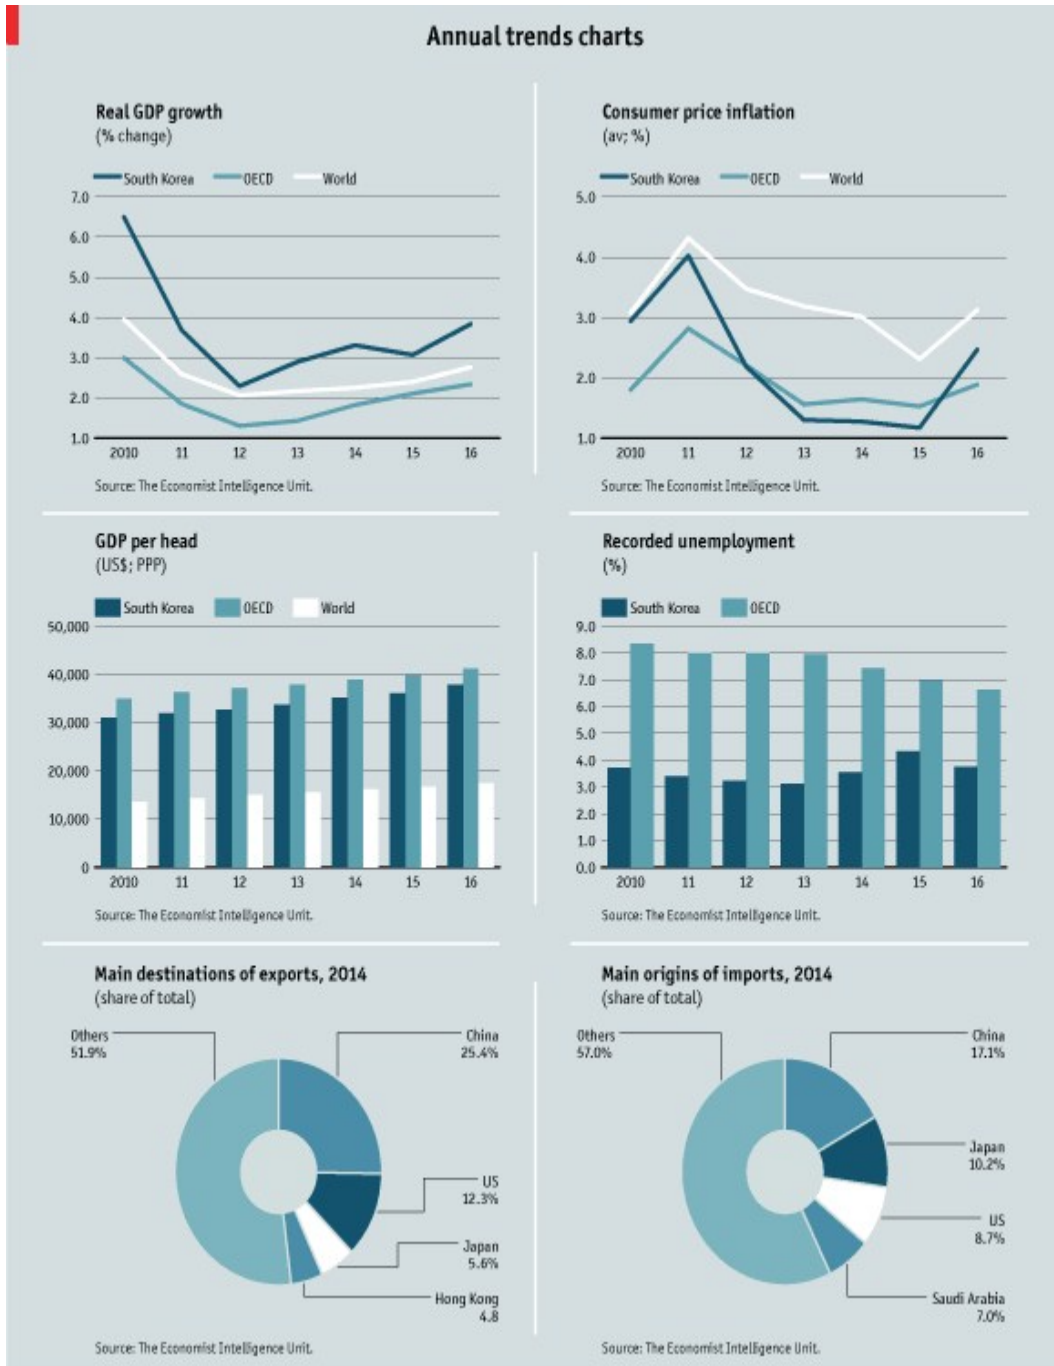 Annual trends charts
Real GDP growth
(% change)
South Korea OECD World
7.0
6.0
5.0
4.0
3.0
2.0
1.0
2010 11 12 13 14 15 16
Source: The Economist Intelligence Unit.
Consumer price inflation
(av; %)
South Korea OECD World
5.0
4.0
3.0
2.0
1.0
2010 11 12 13 14 15 16
Source: The Economist Intelligence Unit.
GDP per head
(US$; PPP)
South Korea OECD World
50,000
40,000
30,000
20,000
10,000
0
2010 11 12 13 14 15 16
Source: The Economist Intelligence Unit.
Recorded unemployment
(%)
South Korea OECD
9.0
8.0
7.0
6.0
5.0
4.0
3.0
2.0
1.0
0.0
2010 11 12 13 14 15 16
Source: The Economist Intelligence Unit.
Main destinations of exports, 2014
(share of total)
Others
51.9%
China
25.4%
US
12.3%
Japan
5.6%
Hong Kong
4.8
Source: The Economist Intelligence Unit.
Main origins of imports, 2014
(share of total)
Others
57.0%
China
17.1%
Japan
10.2%
US
8.7%
Saudi Arabia
7.0%
Source: The Economist Intelligence Unit.